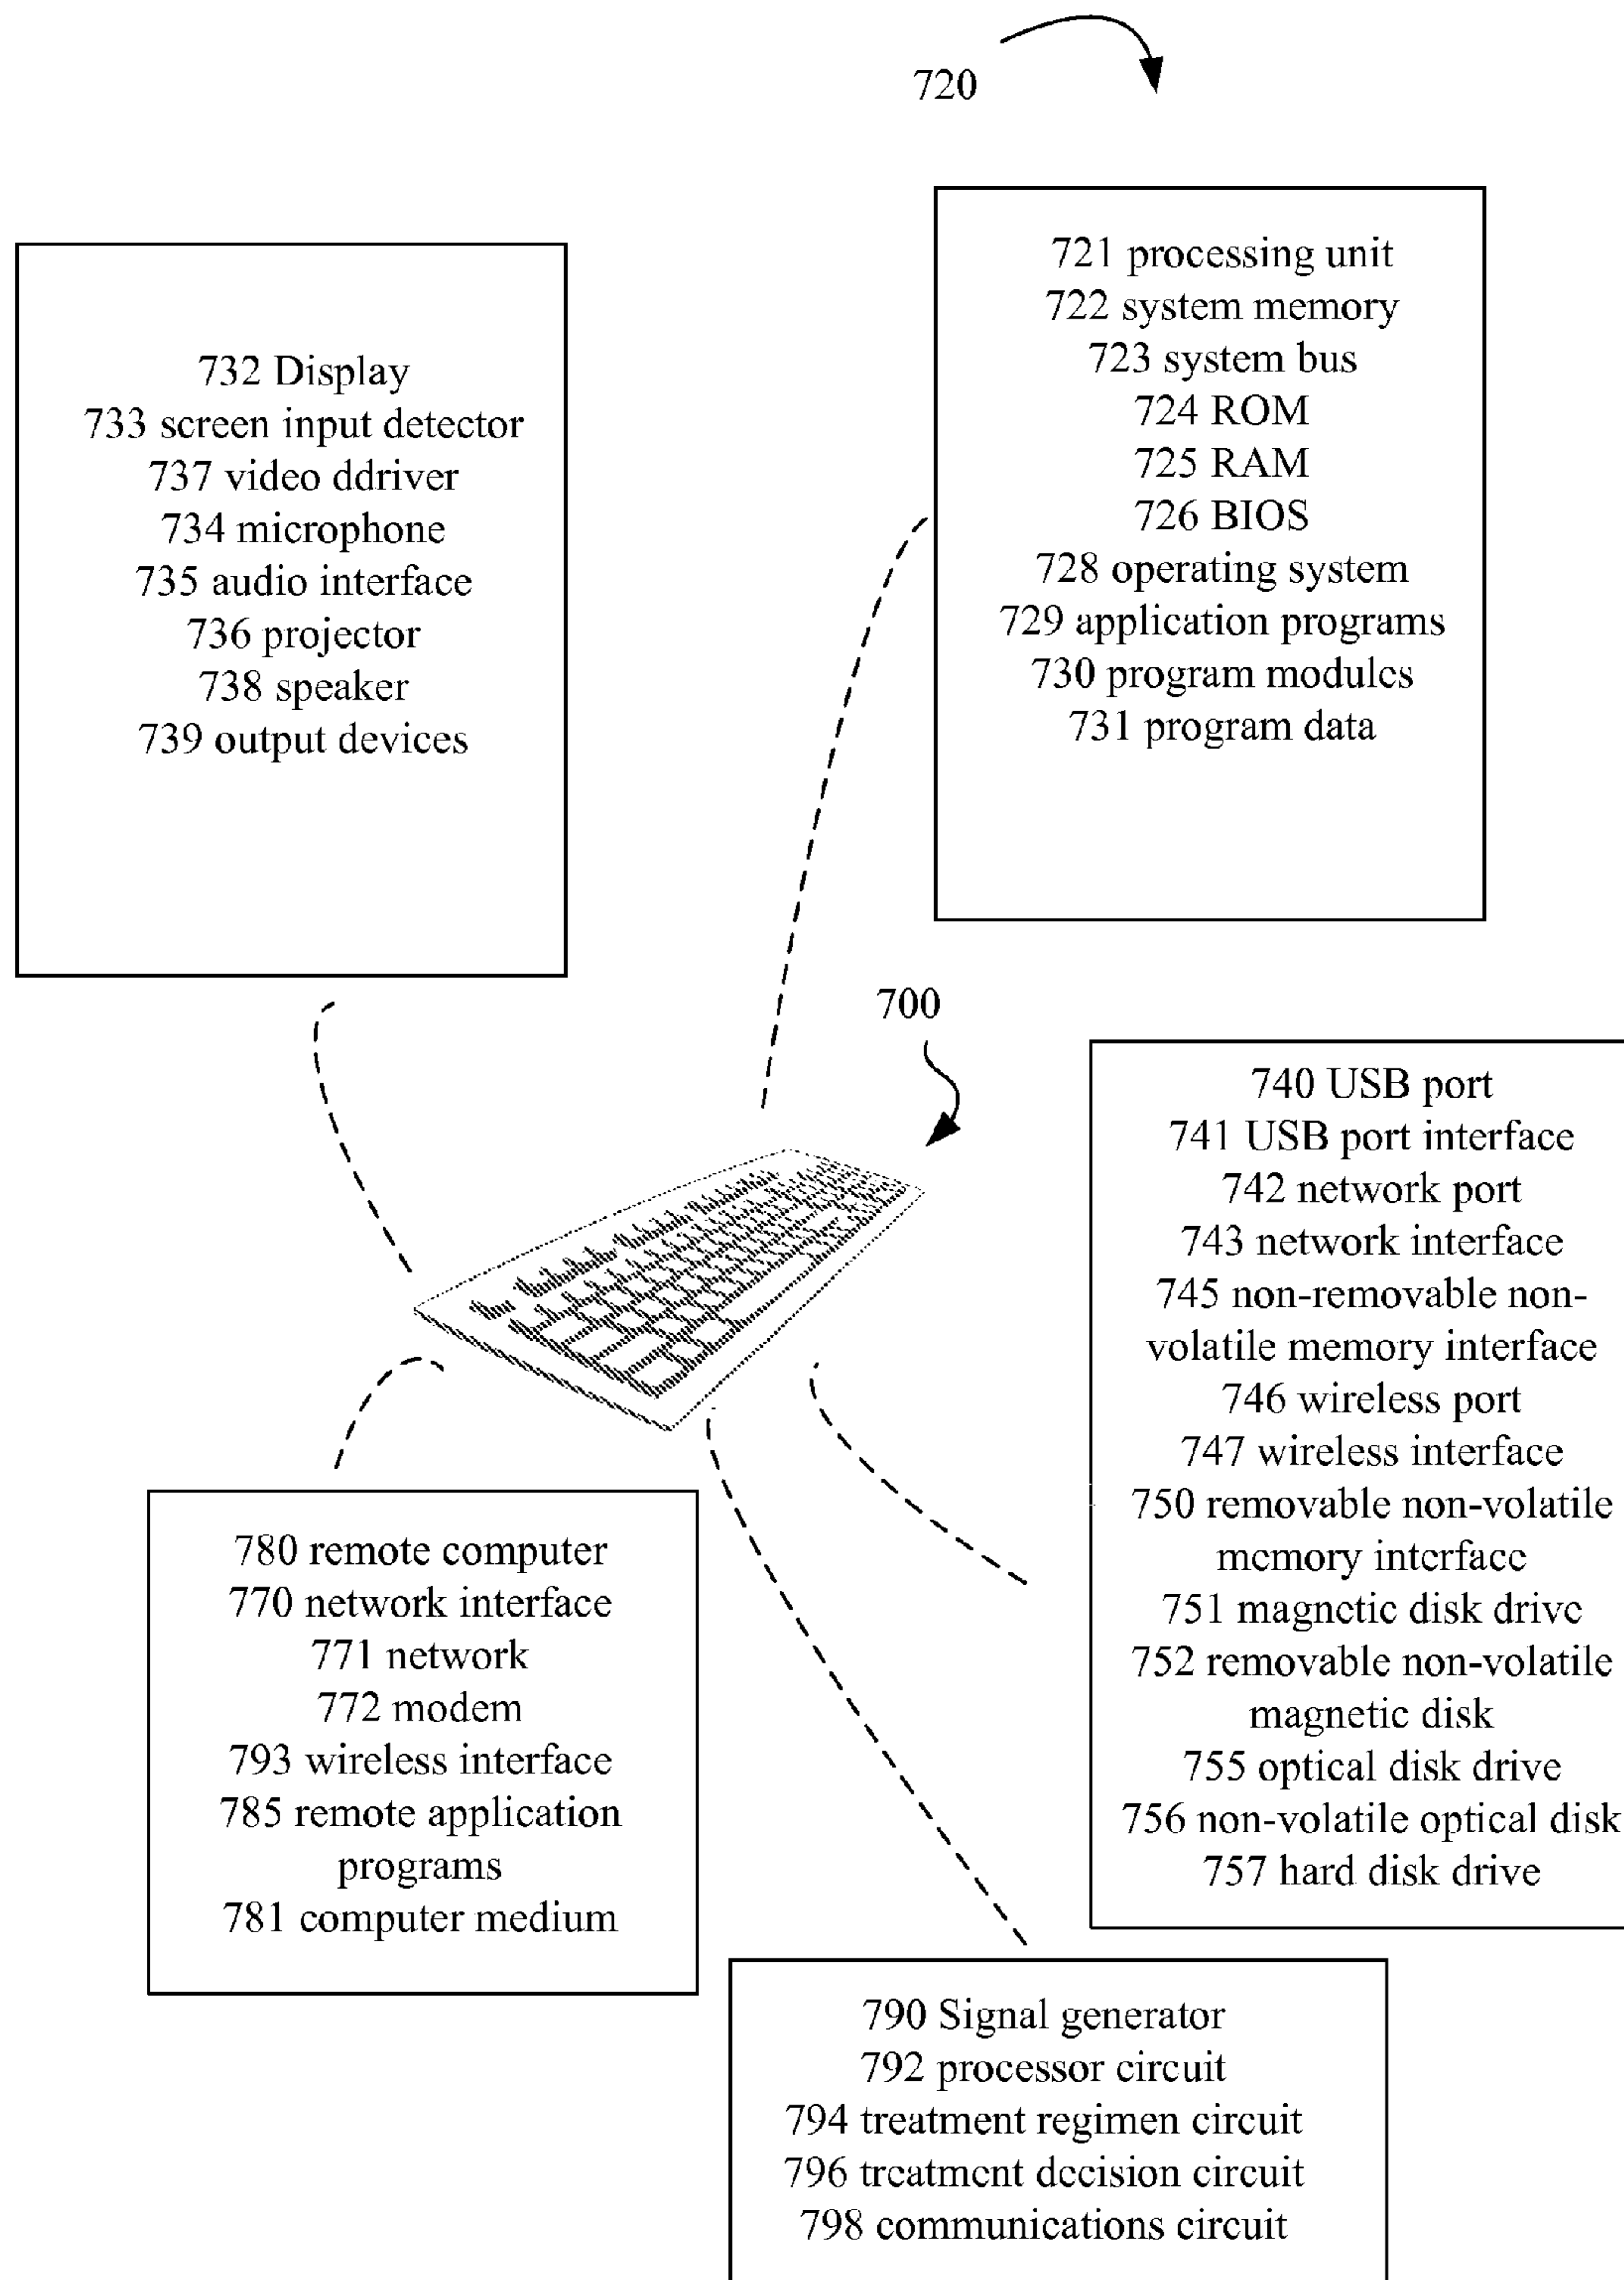 720
732 Display
733 screen input detector
737 video ddriver
734 microphone
735 audio interface
736 projector
738 speaker
739 output devices
721 processing unit
722 system memory
723 system bus
724 ROM
725 RAM
726 BIOS
728 operating system
729 application programs
730 program modules
731 program data
700
740 USB port
741 USB port interface
742 network port
743 network interface
745 non-removable non-
volatile memory interface
746 wireless port
747 wireless interface
750 removable non-volatile
memory interface
751 magnetic disk drive
752 removable non-volatile
magnetic disk
755 optical disk drive
756 non-volatile optical disk
757 hard disk drive
780 remote computer
770 network interface
771 network
772 modem
793 wireless interface
785 remote application
programs
781 computer medium
790 Signal generator
792 processor circuit
794 treatment regimen circuit
796 treatment decision circuit
798 communications circuit